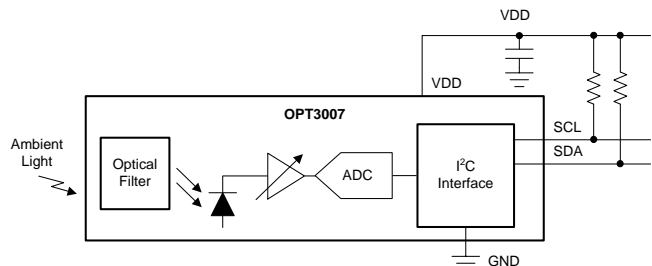 VDD
VDD
OPT3007
Ambient
Light
Optical
Filter
ADC
I²C
Interface
SCL
SDA
GND